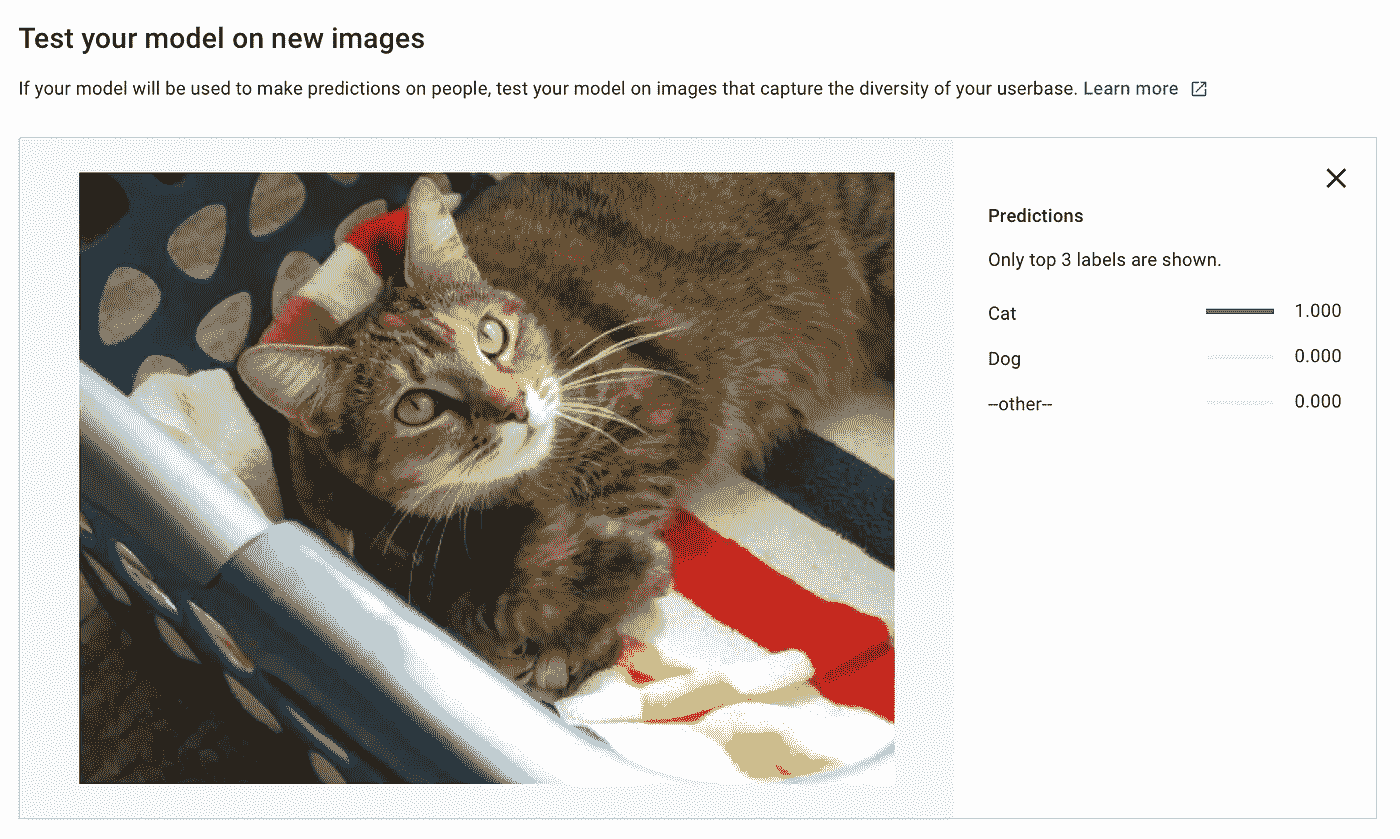 Test your model on new images
If your model will be used to make predictions on people, test your model on images that capture the diversity of your userbase. Learn more
Predictions
Only top 3 labels are shown.
Cat 1.000
Dog 0.000
--other-- 0.000